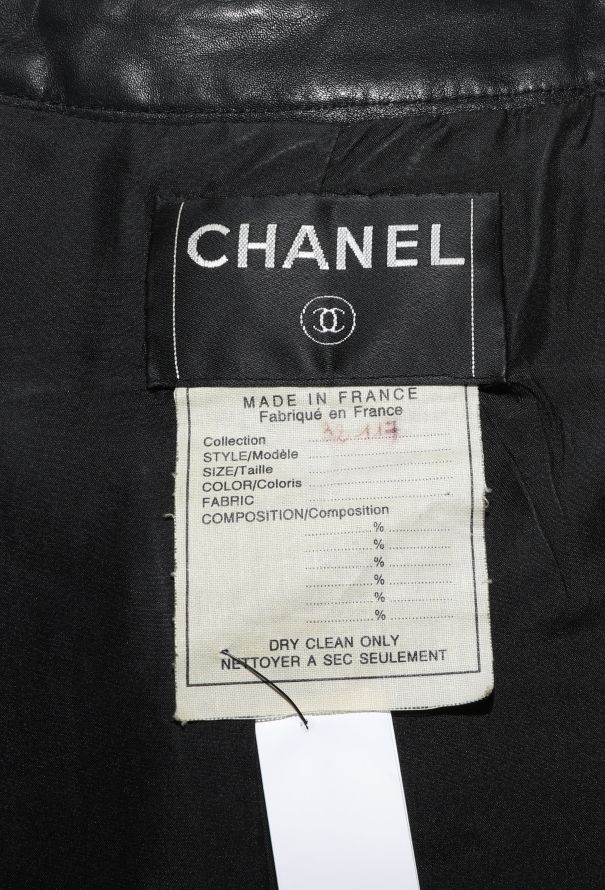 CHANEL
MADE IN FRANCE
Fabriqué en France
Collection
STYLE/Modèle
SIZE/Taille
COLOR/Coloris
FABRIC
COMPOSITION/Composition
%
%
%
%
%
%
DRY CLEAN ONLY
NETTOYER A SEC SEULEMENT